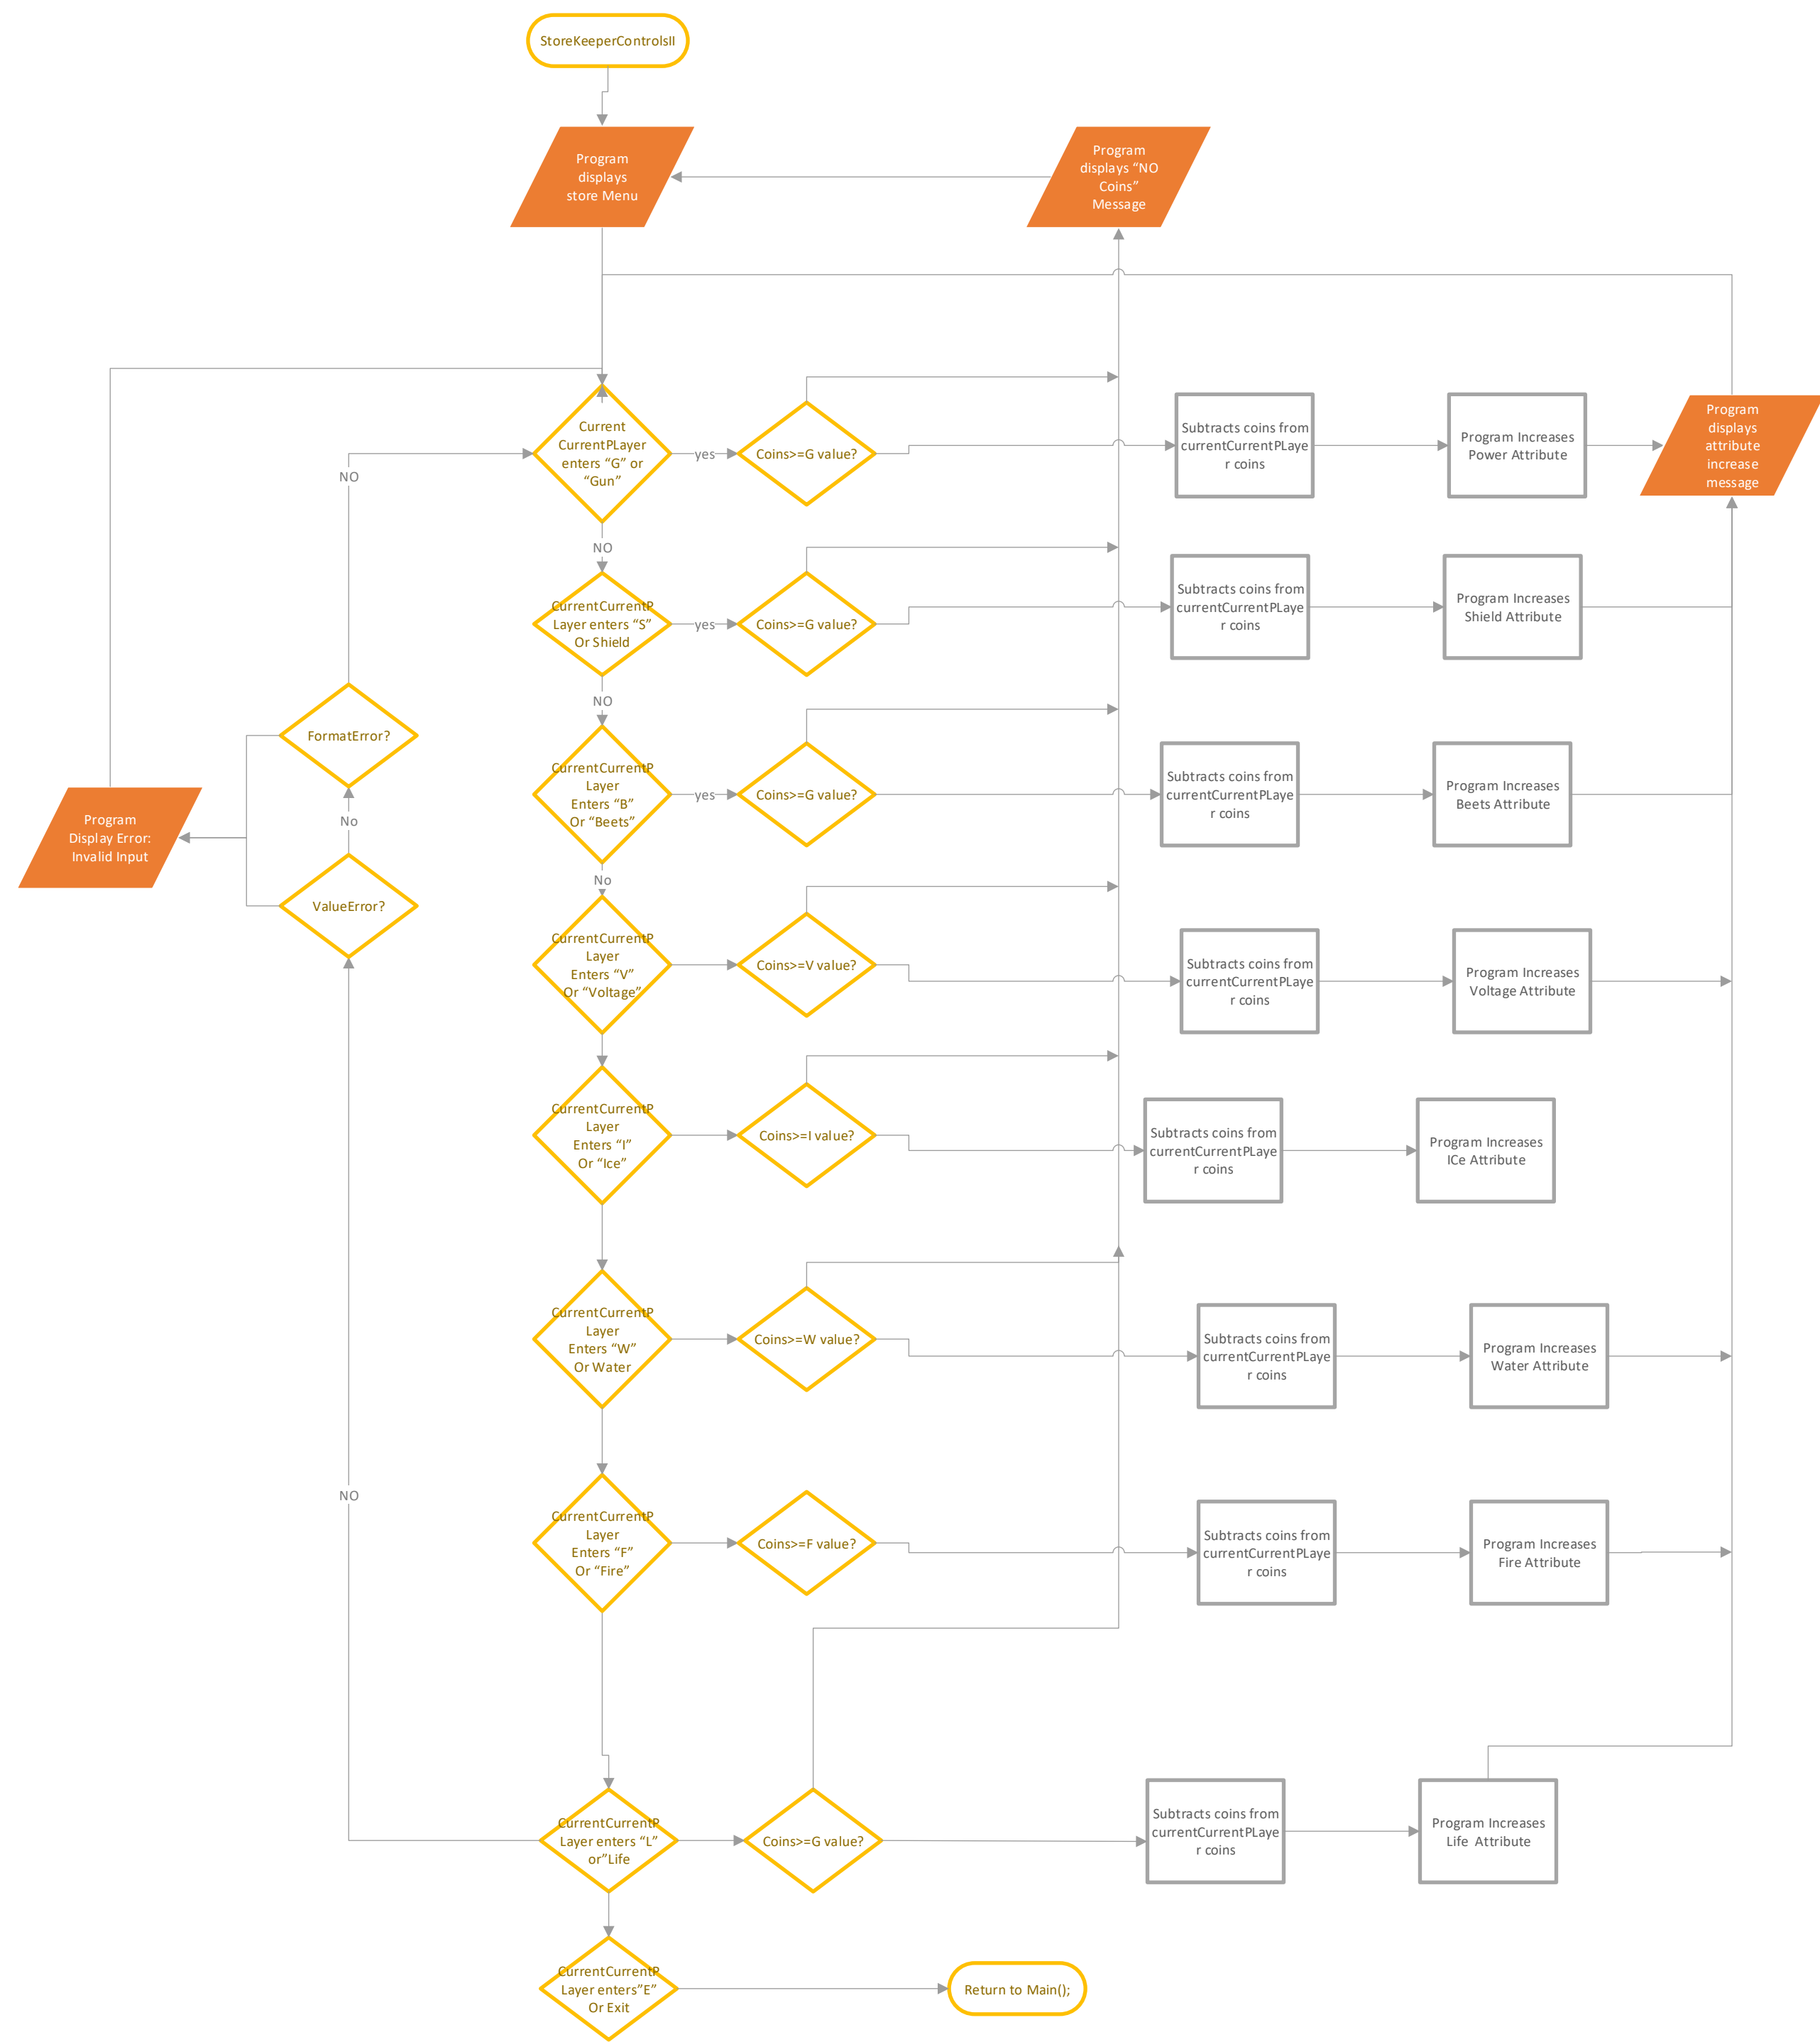 StoreKeeperControlsII
Program
displays
store Menu
Program
displays “NO
Coins”
Message
Current
CurrentPLayer
enters “G” or
“Gun”
yes
Coins>=G value?
Subtracts coins from
currentCurrentPLaye
r coins
Program Increases
Power Attribute
Program
displays
attribute
increase
message
NO
NO
CurrentCurrentP
Layer enters “S”
Or Shield
yes
Coins>=G value?
Subtracts coins from
currentCurrentPLaye
r coins
Program Increases
Shield Attribute
NO
FormatError?
CurrentCurrentP
Layer
Enters “B”
Or “Beets”
yes
Coins>=G value?
Subtracts coins from
currentCurrentPLaye
r coins
Program Increases
Beets Attribute
Program
Display Error:
Invalid Input
No
No
ValueError?
CurrentCurrentP
Layer
Enters “V”
Or “Voltage”
Coins>=V value?
Subtracts coins from
currentCurrentPLaye
r coins
Program Increases
Voltage Attribute
CurrentCurrentP
Layer
Enters “I”
Or “Ice”
Coins>=I value?
Subtracts coins from
currentCurrentPLaye
r coins
Program Increases
ICe Attribute
CurrentCurrentP
Layer
Enters “W”
Or Water
Coins>=W value?
Subtracts coins from
currentCurrentPLaye
r coins
Program Increases
Water Attribute
NO
CurrentCurrentP
Layer
Enters “F”
Or “Fire”
Coins>=F value?
Subtracts coins from
currentCurrentPLaye
r coins
Program Increases
Fire Attribute
CurrentCurrentP
Layer enters “L”
or”Life
Coins>=G value?
Subtracts coins from
currentCurrentPLaye
r coins
Program Increases
Life  Attribute
CurrentCurrentP
Layer enters”E”
Or Exit
Return to Main();